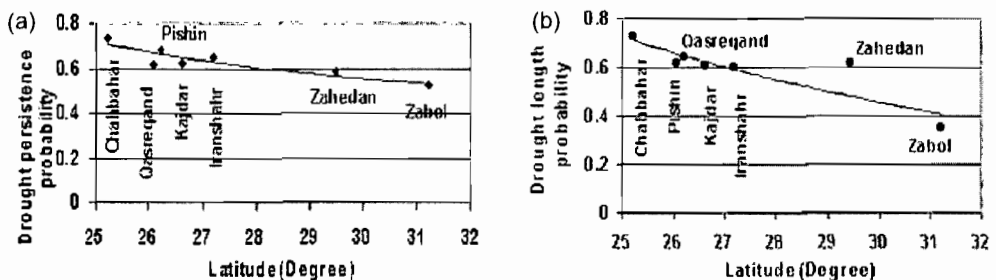 (a)
Drought persistence
probability
0.8
0.6
0.4
0.2
0
Pishin
Chahbahar
Qasreqand
Kajdar
Iranshahr
Zahedan
Zabol
25 26 27 28 29 30 31 32
Latitude (Degree)
(b)
Drought length
probability
0.8
0.6
0.4
0.2
0
Qasreqand
Zahedan
Chahbahar
Pishin
Kajdar
Iranshahr
Zabol
25 26 27 28 29 30 31 32
Latitude (Degree)